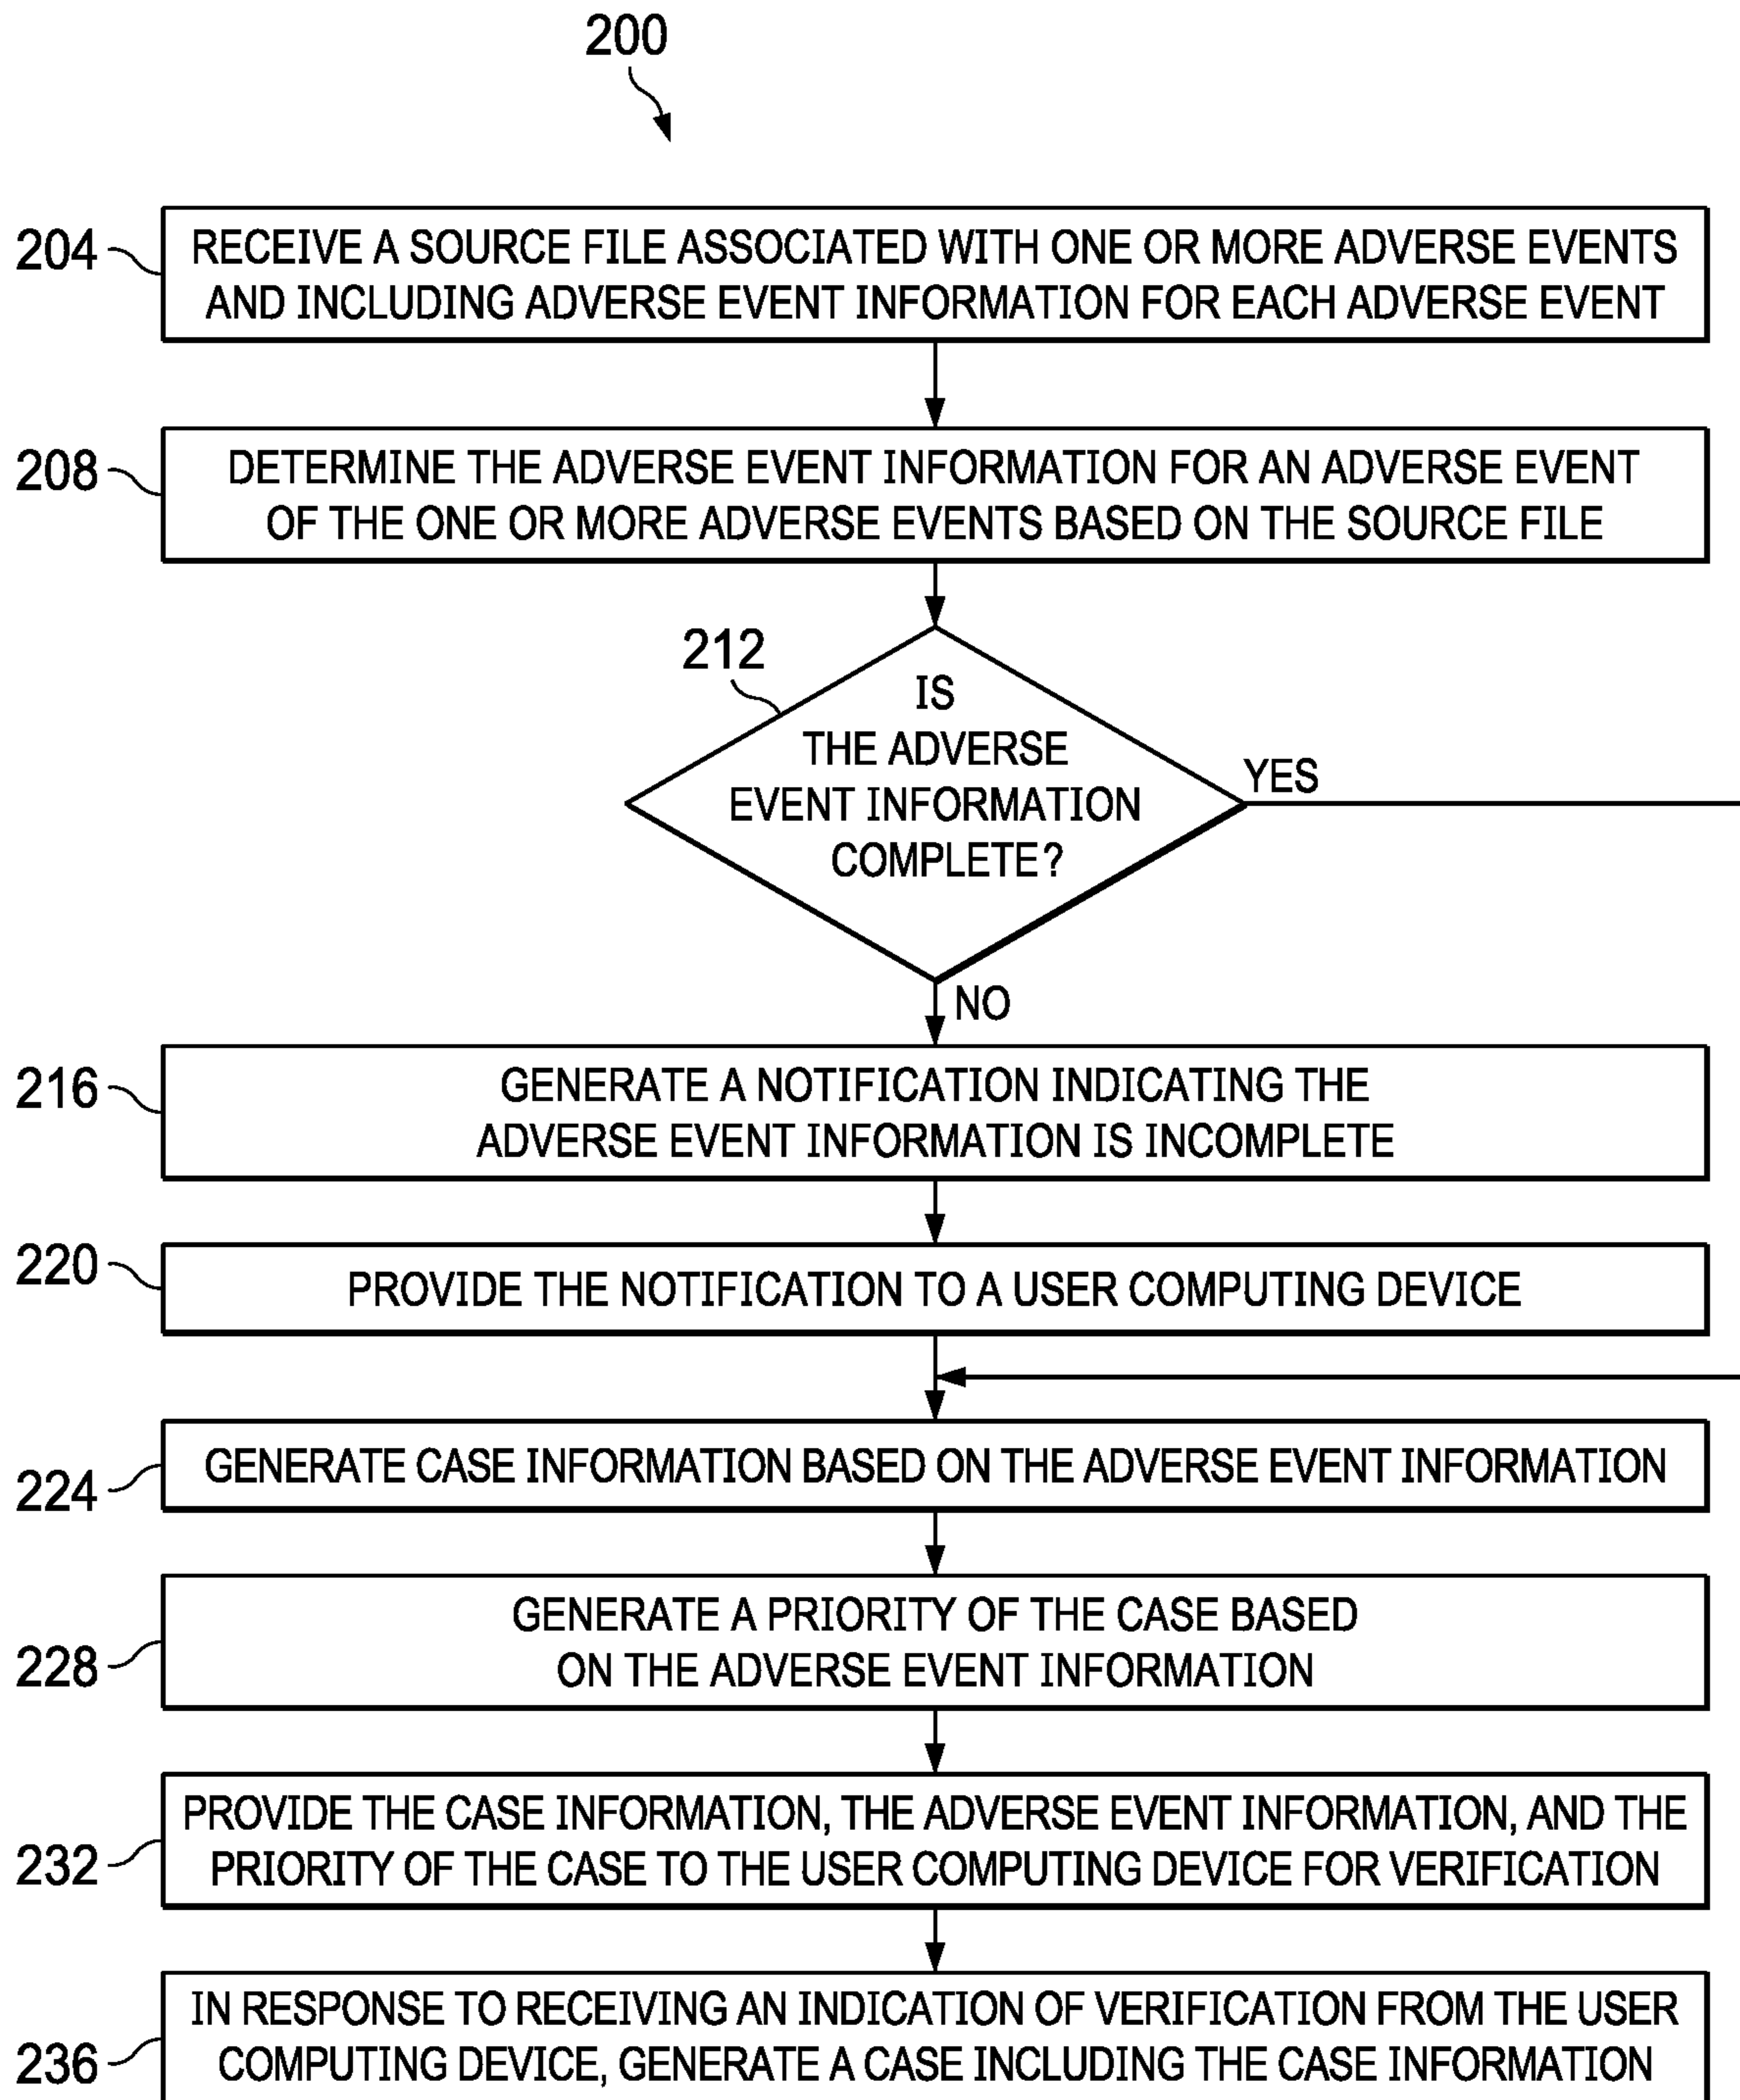 200
204
RECEIVE A SOURCE FILE ASSOCIATED WITH ONE OR MORE ADVERSE EVENTS
AND INCLUDING ADVERSE EVENT INFORMATION FOR EACH ADVERSE EVENT
208
DETERMINE THE ADVERSE EVENT INFORMATION FOR AN ADVERSE EVENT
OF THE ONE OR MORE ADVERSE EVENTS BASED ON THE SOURCE FILE
212
IS
THE ADVERSE
EVENT INFORMATION
COMPLETE?
YES
NO
216
GENERATE A NOTIFICATION INDICATING THE
ADVERSE EVENT INFORMATION IS INCOMPLETE
220
PROVIDE THE NOTIFICATION TO A USER COMPUTING DEVICE
224
GENERATE CASE INFORMATION BASED ON THE ADVERSE EVENT INFORMATION
228
GENERATE A PRIORITY OF THE CASE BASED
ON THE ADVERSE EVENT INFORMATION
232
PROVIDE THE CASE INFORMATION, THE ADVERSE EVENT INFORMATION, AND THE
PRIORITY OF THE CASE TO THE USER COMPUTING DEVICE FOR VERIFICATION
236
IN RESPONSE TO RECEIVING AN INDICATION OF VERIFICATION FROM THE USER
COMPUTING DEVICE, GENERATE A CASE INCLUDING THE CASE INFORMATION